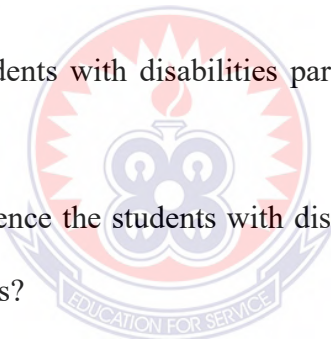 dents with disabilities par
ence the students with dis
s?
EDUCATION FOR SERVICE